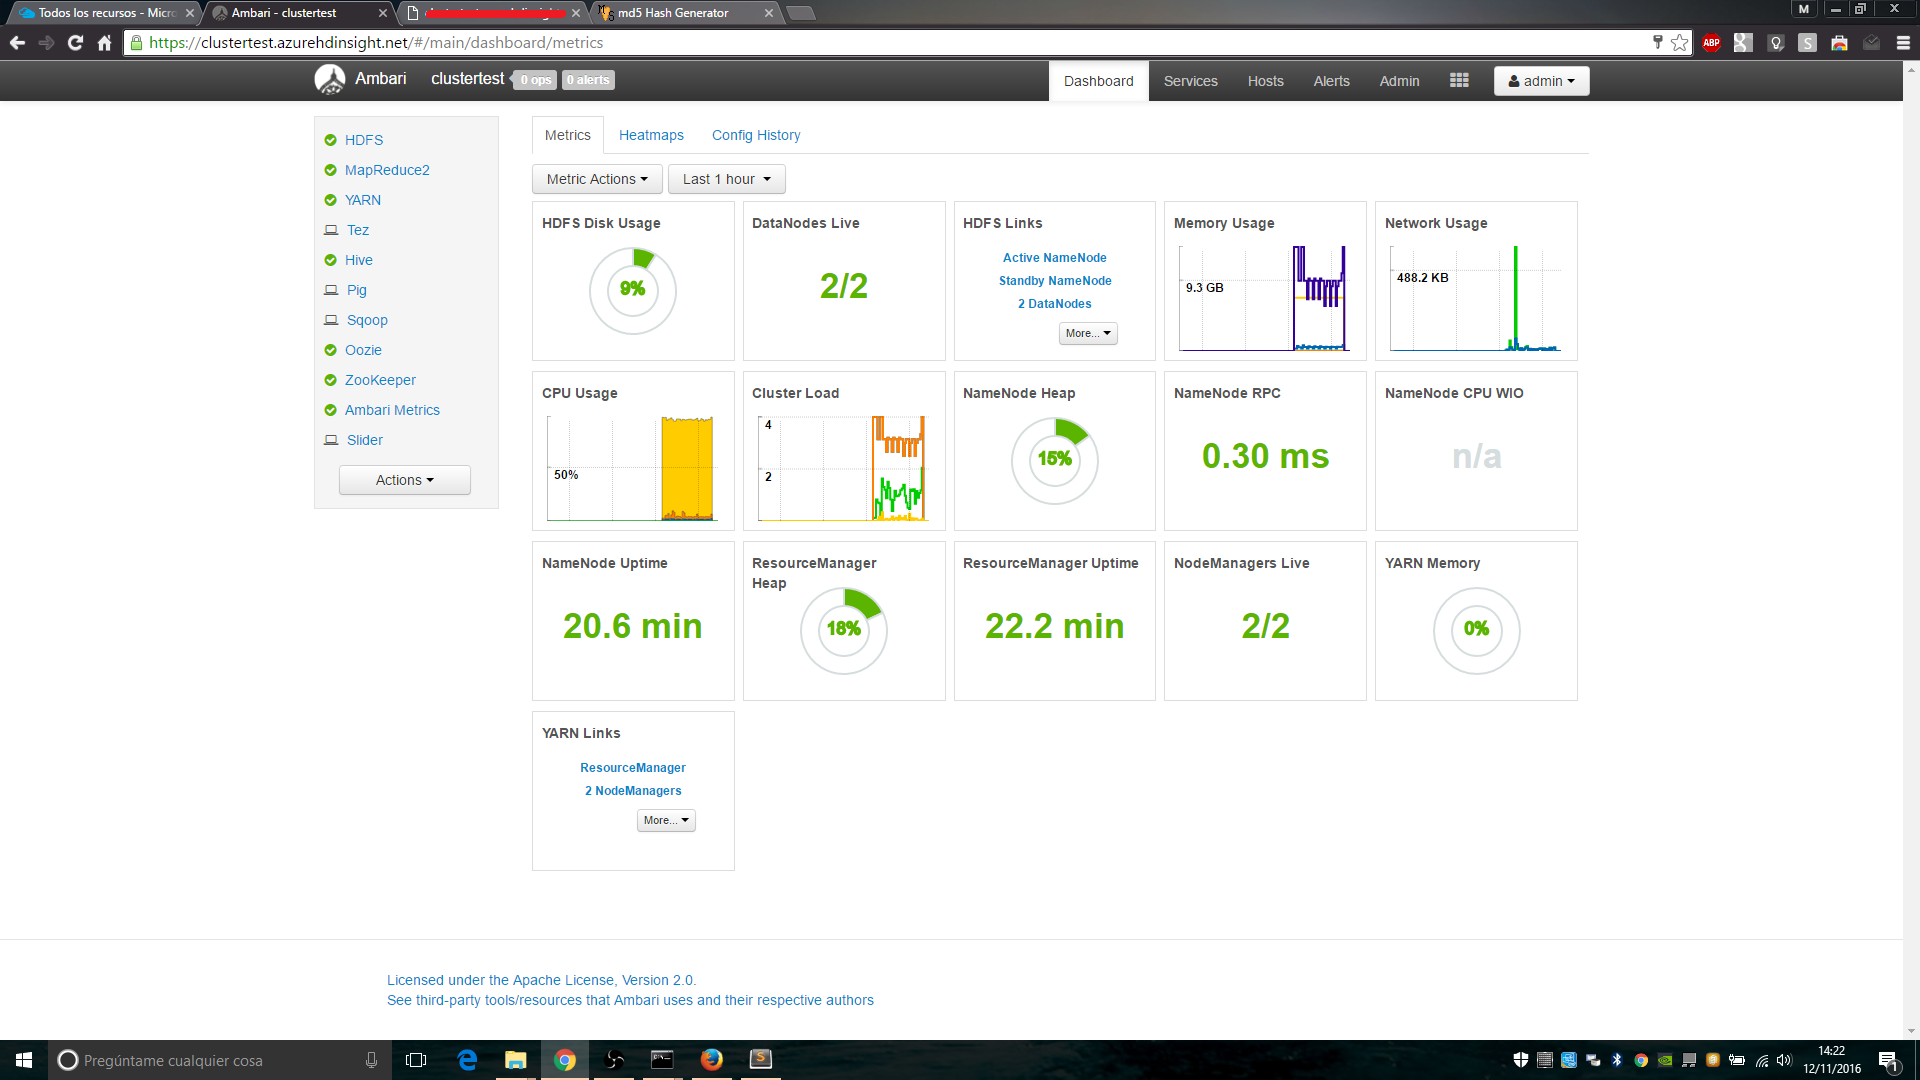 Todos los recursos - Micro
Ambari - clustertest
md5 Hash Generator
M
https://clustertest.azurehdinsight.net/#/main/dashboard/metrics
ABP
S
Ambari
clustertest
0 ops
0 alerts
Dashboard
Services
Hosts
Alerts
Admin
admin
HDFS
MapReduce2
YARN
Tez
Hive
Pig
Sqoop
Oozie
ZooKeeper
Ambari Metrics
Slider
Actions
Metrics
Heatmaps
Config History
Metric Actions
Last 1 hour
HDFS Disk Usage
9%
DataNodes Live
2/2
HDFS Links
Active NameNode
Standby NameNode
2 DataNodes
More...
Memory Usage
9.3 GB
Network Usage
488.2 KB
CPU Usage
50%
Cluster Load
4
2
NameNode Heap
15%
NameNode RPC
0.30 ms
NameNode CPU WIO
n/a
NameNode Uptime
20.6 min
ResourceManager
Heap
18%
ResourceManager Uptime
22.2 min
NodeManagers Live
2/2
YARN Memory
0%
YARN Links
ResourceManager
2 NodeManagers
More...
Licensed under the Apache License, Version 2.0.
See third-party tools/resources that Ambari uses and their respective authors
Pregúntame cualquier cosa
14:22
12/11/2016
1